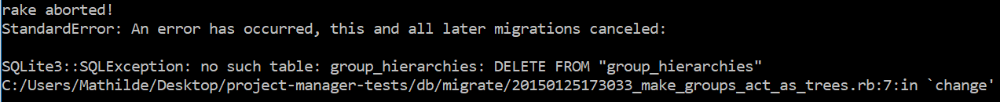 rake aborted!
StandardError: An error has occurred, this and all later migrations canceled:
SQLite3::SQLException: no such table: group_hierarchies: DELETE FROM "group_hierarchies"
C:/Users/Mathilde/Desktop/project-manager-tests/db/migrate/20150125173033_make_groups_act_as_trees.rb:7:in `change'